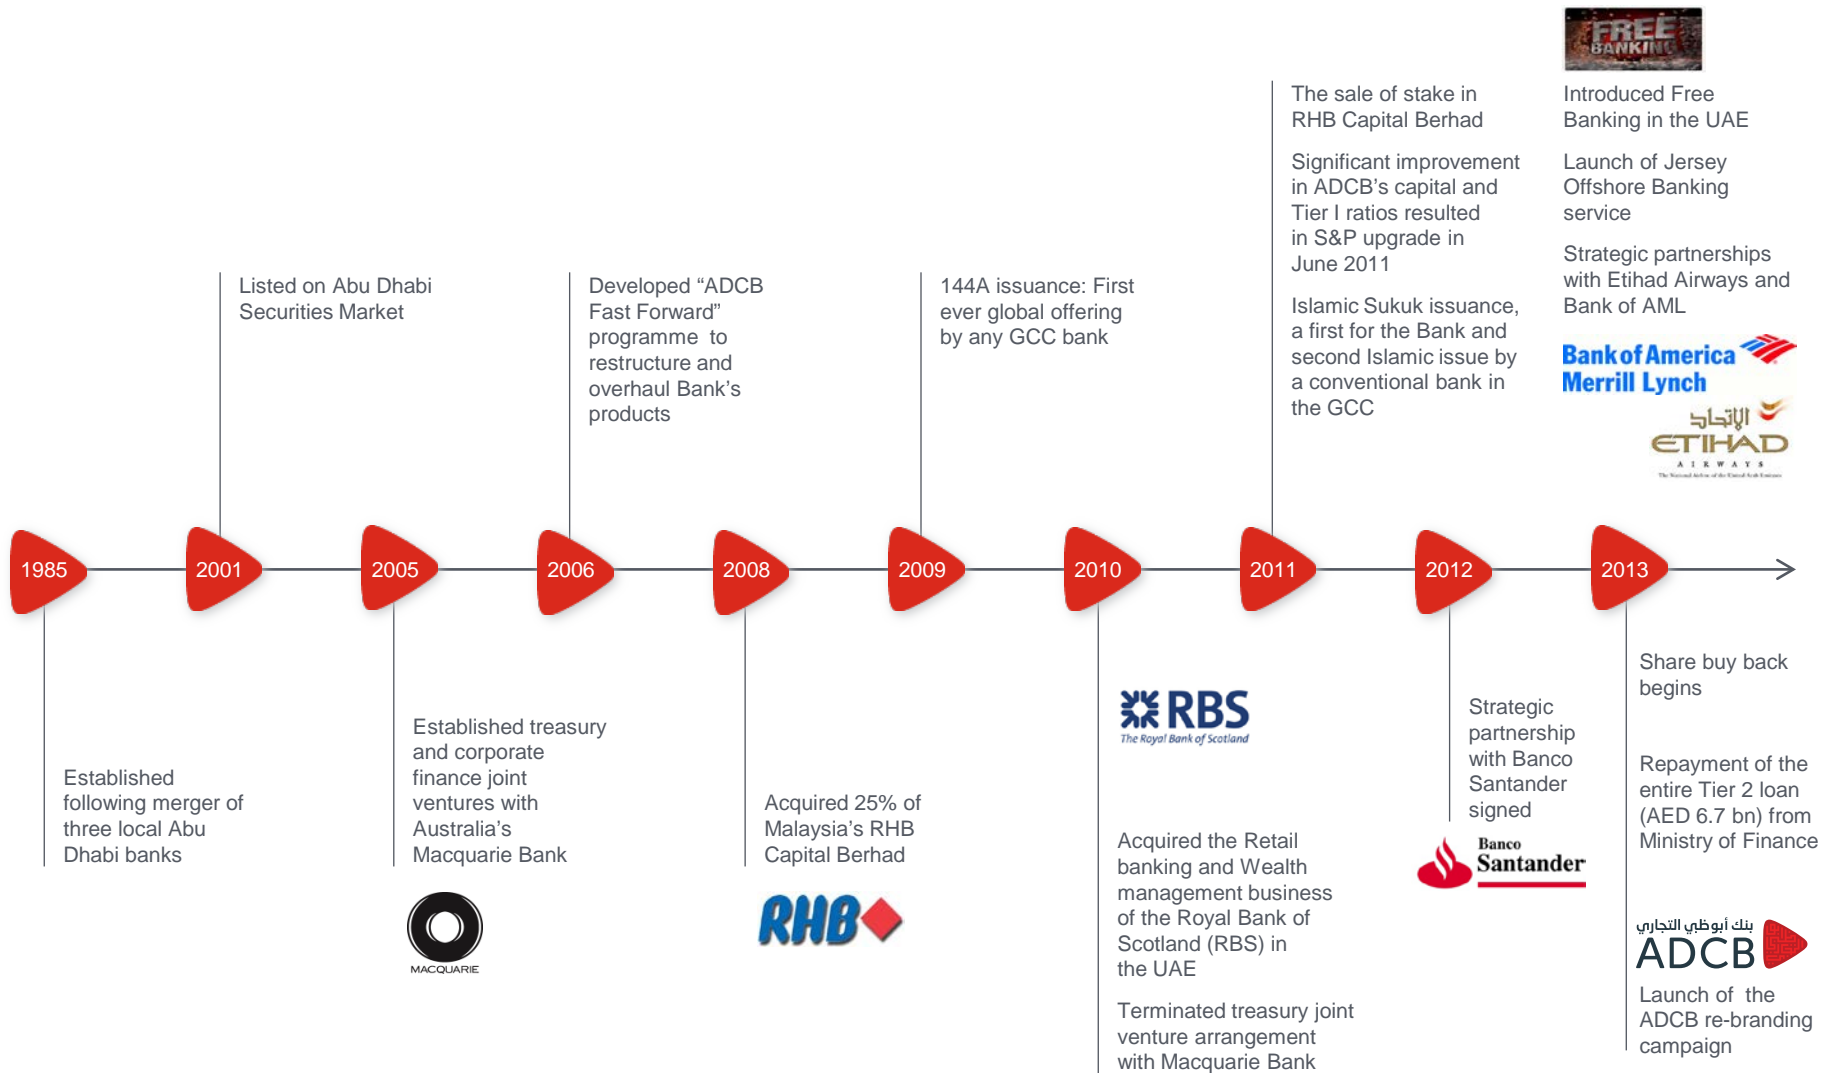 FREE
BANKING
Introduced Free
Banking in the UAE
Launch of Jersey
Offshore Banking
service
Strategic partnerships
with Etihad Airways and
Bank of AML
Bank of America
Merrill Lynch
الإتحاد
ETIHAD
AIRWAYS
The National Airline of the United Arab Emirates
The sale of stake in
RHB Capital Berhad
Significant improvement
in ADCB’s capital and
Tier I ratios resulted
in S&P upgrade in
June 2011
Islamic Sukuk issuance,
a first for the Bank and
second Islamic issue by
a conventional bank in
the GCC
Listed on Abu Dhabi
Securities Market
Developed “ADCB
Fast Forward”
programme to
restructure and
overhaul Bank’s
products
144A issuance: First
ever global offering
by any GCC bank
1985
2001
2005
2006
2008
2009
2010
2011
2012
2013
Established
following merger of
three local Abu
Dhabi banks
Established treasury
and corporate
finance joint
ventures with
Australia’s
Macquarie Bank
MACQUARIE
Acquired 25% of
Malaysia’s RHB
Capital Berhad
RHB
RBS
The Royal Bank of Scotland
Acquired the Retail
banking and Wealth
management business
of the Royal Bank of
Scotland (RBS) in
the UAE
Terminated treasury joint
venture arrangement
with Macquarie Bank
Strategic
partnership
with Banco
Santander
signed
Banco
Santander
Share buy back
begins
Repayment of the
entire Tier 2 loan
(AED 6.7 bn) from
Ministry of Finance
بنك أبوظبي التجاري
ADCB
Launch of the
ADCB re-branding
campaign